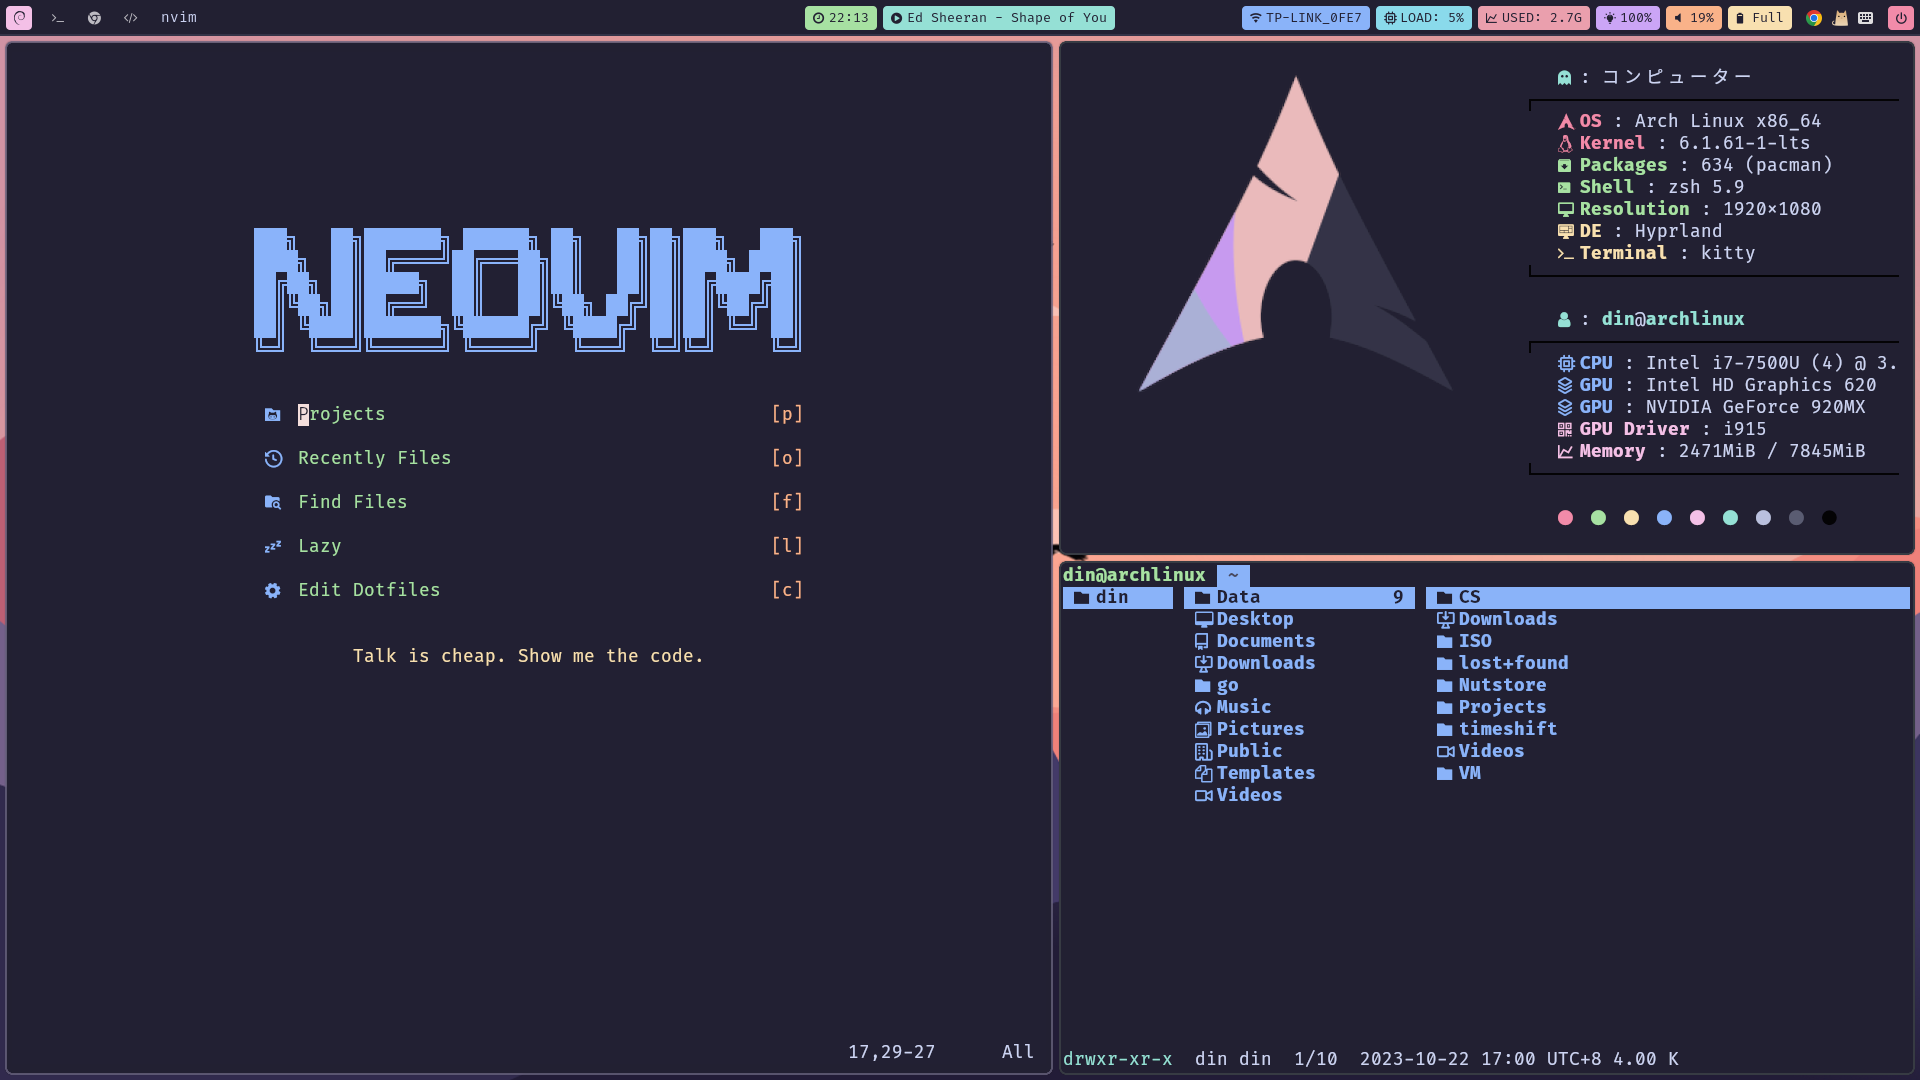 nvim
22:13
Ed Sheeran - Shape of You
TP-LINK_0FE7
LOAD: 5%
USED: 2.7G
100%
19%
Full
NEOVIM
Projects [p]
Recently Files [o]
Find Files [f]
Lazy [l]
Edit Dotfiles [c]
Talk is cheap. Show me the code.
17,29-27 All
: コンピューター
OS : Arch Linux x86_64
Kernel : 6.1.61-1-lts
Packages : 634 (pacman)
Shell : zsh 5.9
Resolution : 1920×1080
DE : Hyprland
Terminal : kitty
: din@archlinux
CPU : Intel i7-7500U (4) @ 3.
GPU : Intel HD Graphics 620
GPU : NVIDIA GeForce 920MX
GPU Driver : i915
Memory : 2471MiB / 7845MiB
din@archlinux ~
din
Data 9
Desktop
Documents
Downloads
go
Music
Pictures
Public
Templates
Videos
CS
Downloads
ISO
lost+found
Nutstore
Projects
timeshift
Videos
VM
drwxr-xr-x din din 1/10 2023-10-22 17:00 UTC+8 4.00 K